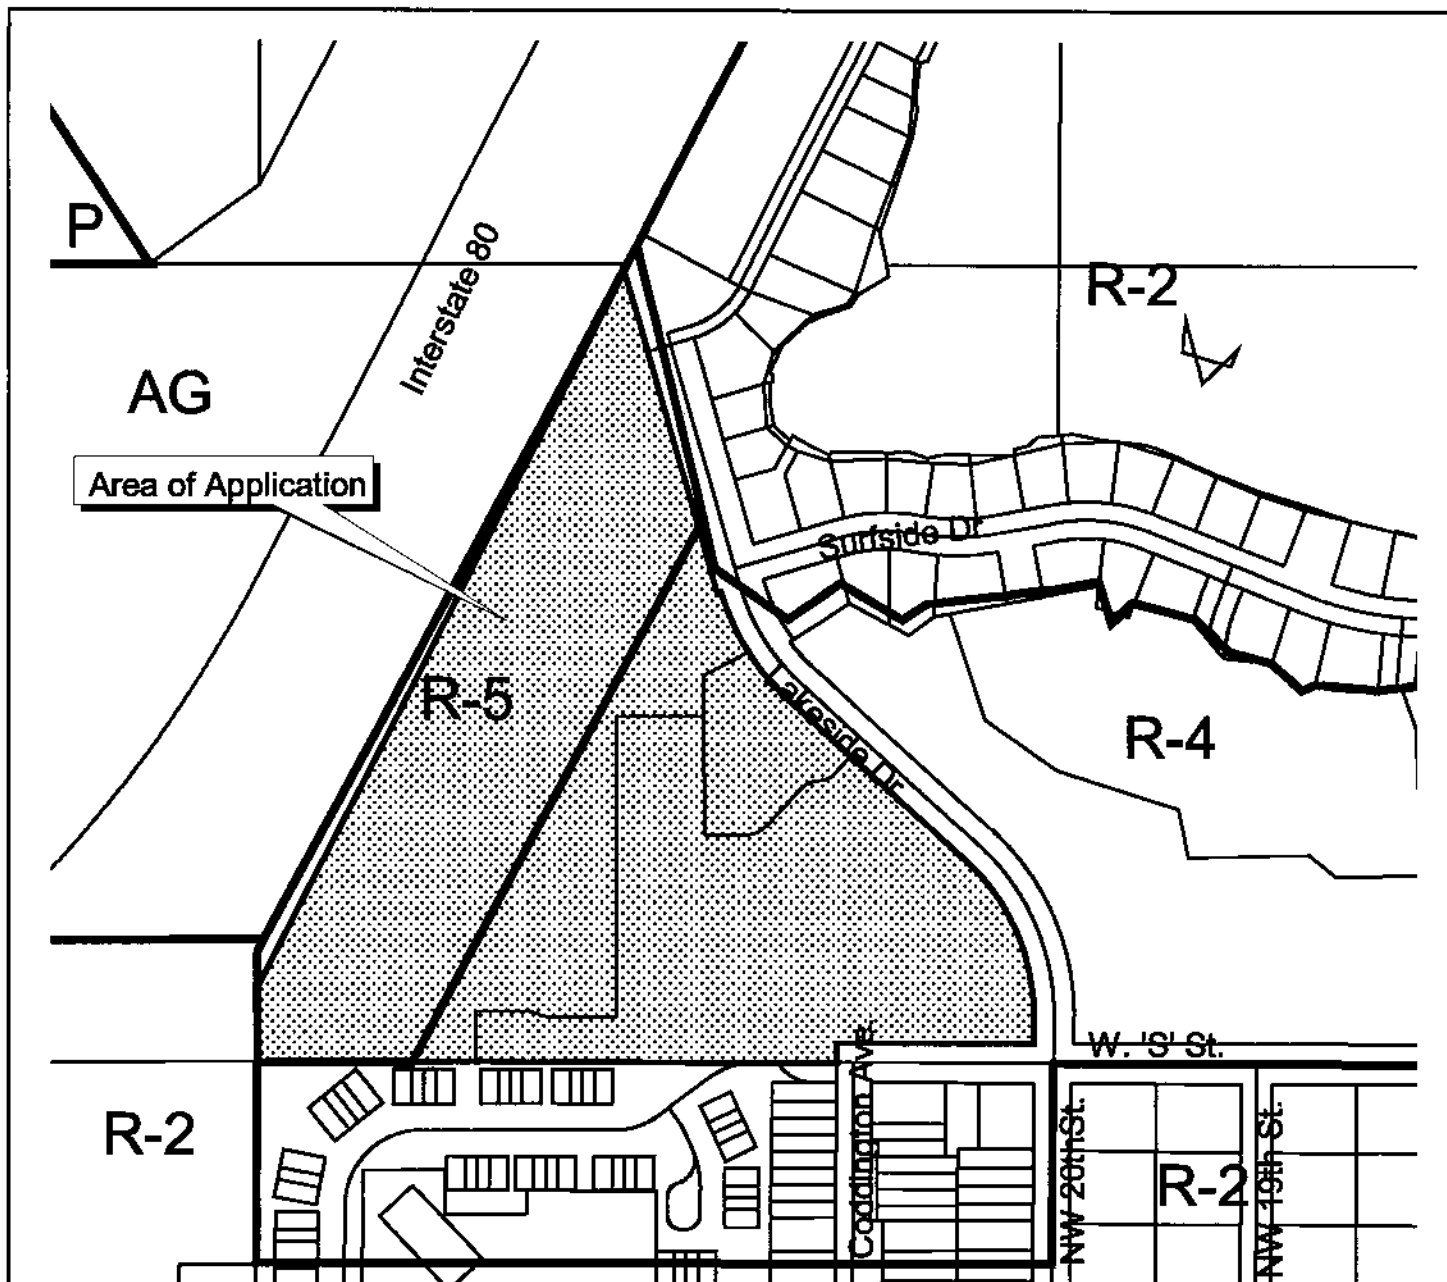 P
Interstate 80
R-2
AG
Area of Application
Surfside Dr
R-5
Lakeside Dr
R-4
Coddington Ave.
W. 'S' St.
R-2
NW 20th St.
R-2
NW 19th St.